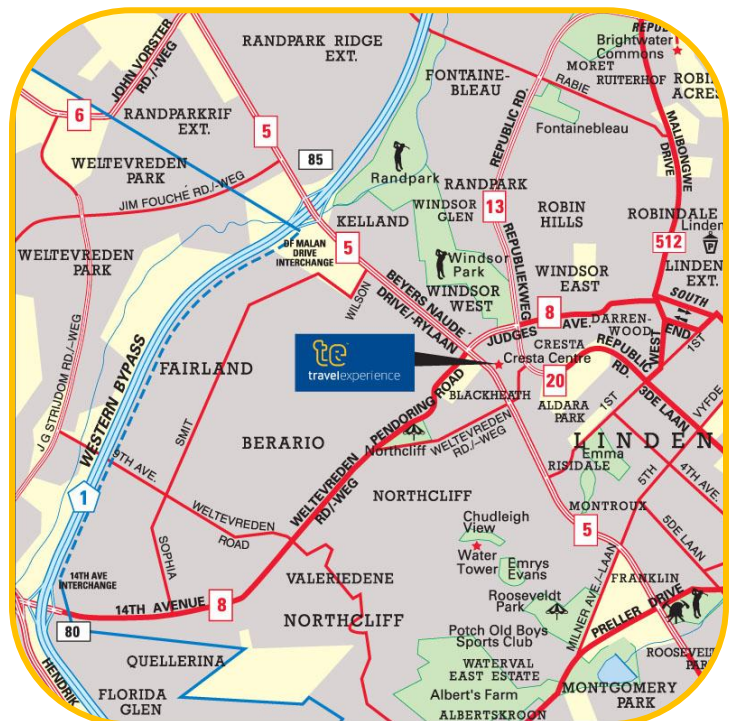 RANDPARK RIDGE
EXT.
REPU
Brightwater
Commons
MORET
RUITERHOF
ROBIN
ACRES
JOHN VORSTER
RD./-WEG
FONTAINE-
BLEAU
RABIE
6
RANDPARKRIF
EXT.
5
REPUBLIC RD.
Fontainebleau
MALIBONGWE
DRIVE
WELTEVREDEN
PARK
85
Randpark
RANDPARK
JIM FOUCHÉ RD./-WEG
WINDSOR
GLEN
13
ROBIN
HILLS
ROBINDALE
KELLAND
Linden
WELTEVREDEN
PARK
DF MALAN
DRIVE
INTERCHANGE
5
REPUBLIEKWEG
512
Windsor
Park
WINDSOR
EAST
LINDEN
EXT.
WINDSOR
WEST
BEYERS NAUDE
DRIVE/-RYLAAN
WILSON
8
SOUTH
JUDGES AVE.
DARREN-
WOOD
WEST
END
1ST
te
travelexperience
CRESTA
Cresta Centre
REPUBLIC
RD.
J G STRIJDOM RD./-WEG
WESTERN BYPASS
FAIRLAND
20
BLACKHEATH
ALDARA
PARK
3DE LAAN
VYFDE
PENDORING ROAD
SMIT
BERARIO
Northcliff
WELTEVREDEN
RD./-WEG
1ST
LINDEN
Emma
9TH AVE.
WELTEVREDEN
RD/-WEG
RISIDALE
5TH
4TH AVE.
1
NORTHCLIFF
WELTEVREDEN
ROAD
MONTROUX
Chudleigh
View
5
5DE LAAN
SOPHIA
Water
Tower
Emrys
Evans
14TH AVE
INTERCHANGE
VALERIEDENE
FRANKLIN
MILNER AVE./-LAAN
Roosevelt
Park
14TH AVENUE
8
NORTHCLIFF
PRELLER DRIVE
80
Potch Old Boys
Sports Club
QUELLERINA
WATERVAL
EAST ESTATE
ROOSEVELT
PARK
HENDRIK
FLORIDA
GLEN
Albert's Farm
MONTGOMERY
PARK
ALBERTSKROON